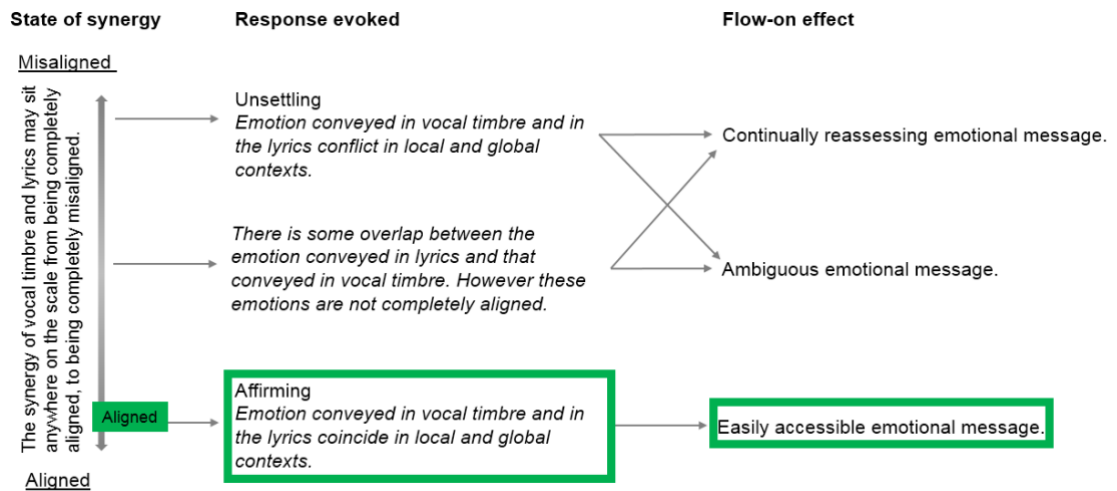 State of synergy
Response evoked
Flow-on effect
Misaligned
The synergy of vocal timbre and lyrics may sit
anywhere on the scale from being completely
aligned, to being completely misaligned.
Unsettling
Emotion conveyed in vocal timbre and in
the lyrics conflict in local and global
contexts.
Continually reassessing emotional message.
There is some overlap between the
emotion conveyed in lyrics and that
conveyed in vocal timbre. However these
emotions are not completely aligned.
Ambiguous emotional message.
Aligned
Affirming
Emotion conveyed in vocal timbre and in
the lyrics coincide in local and global
contexts.
Easily accessible emotional message.
Aligned